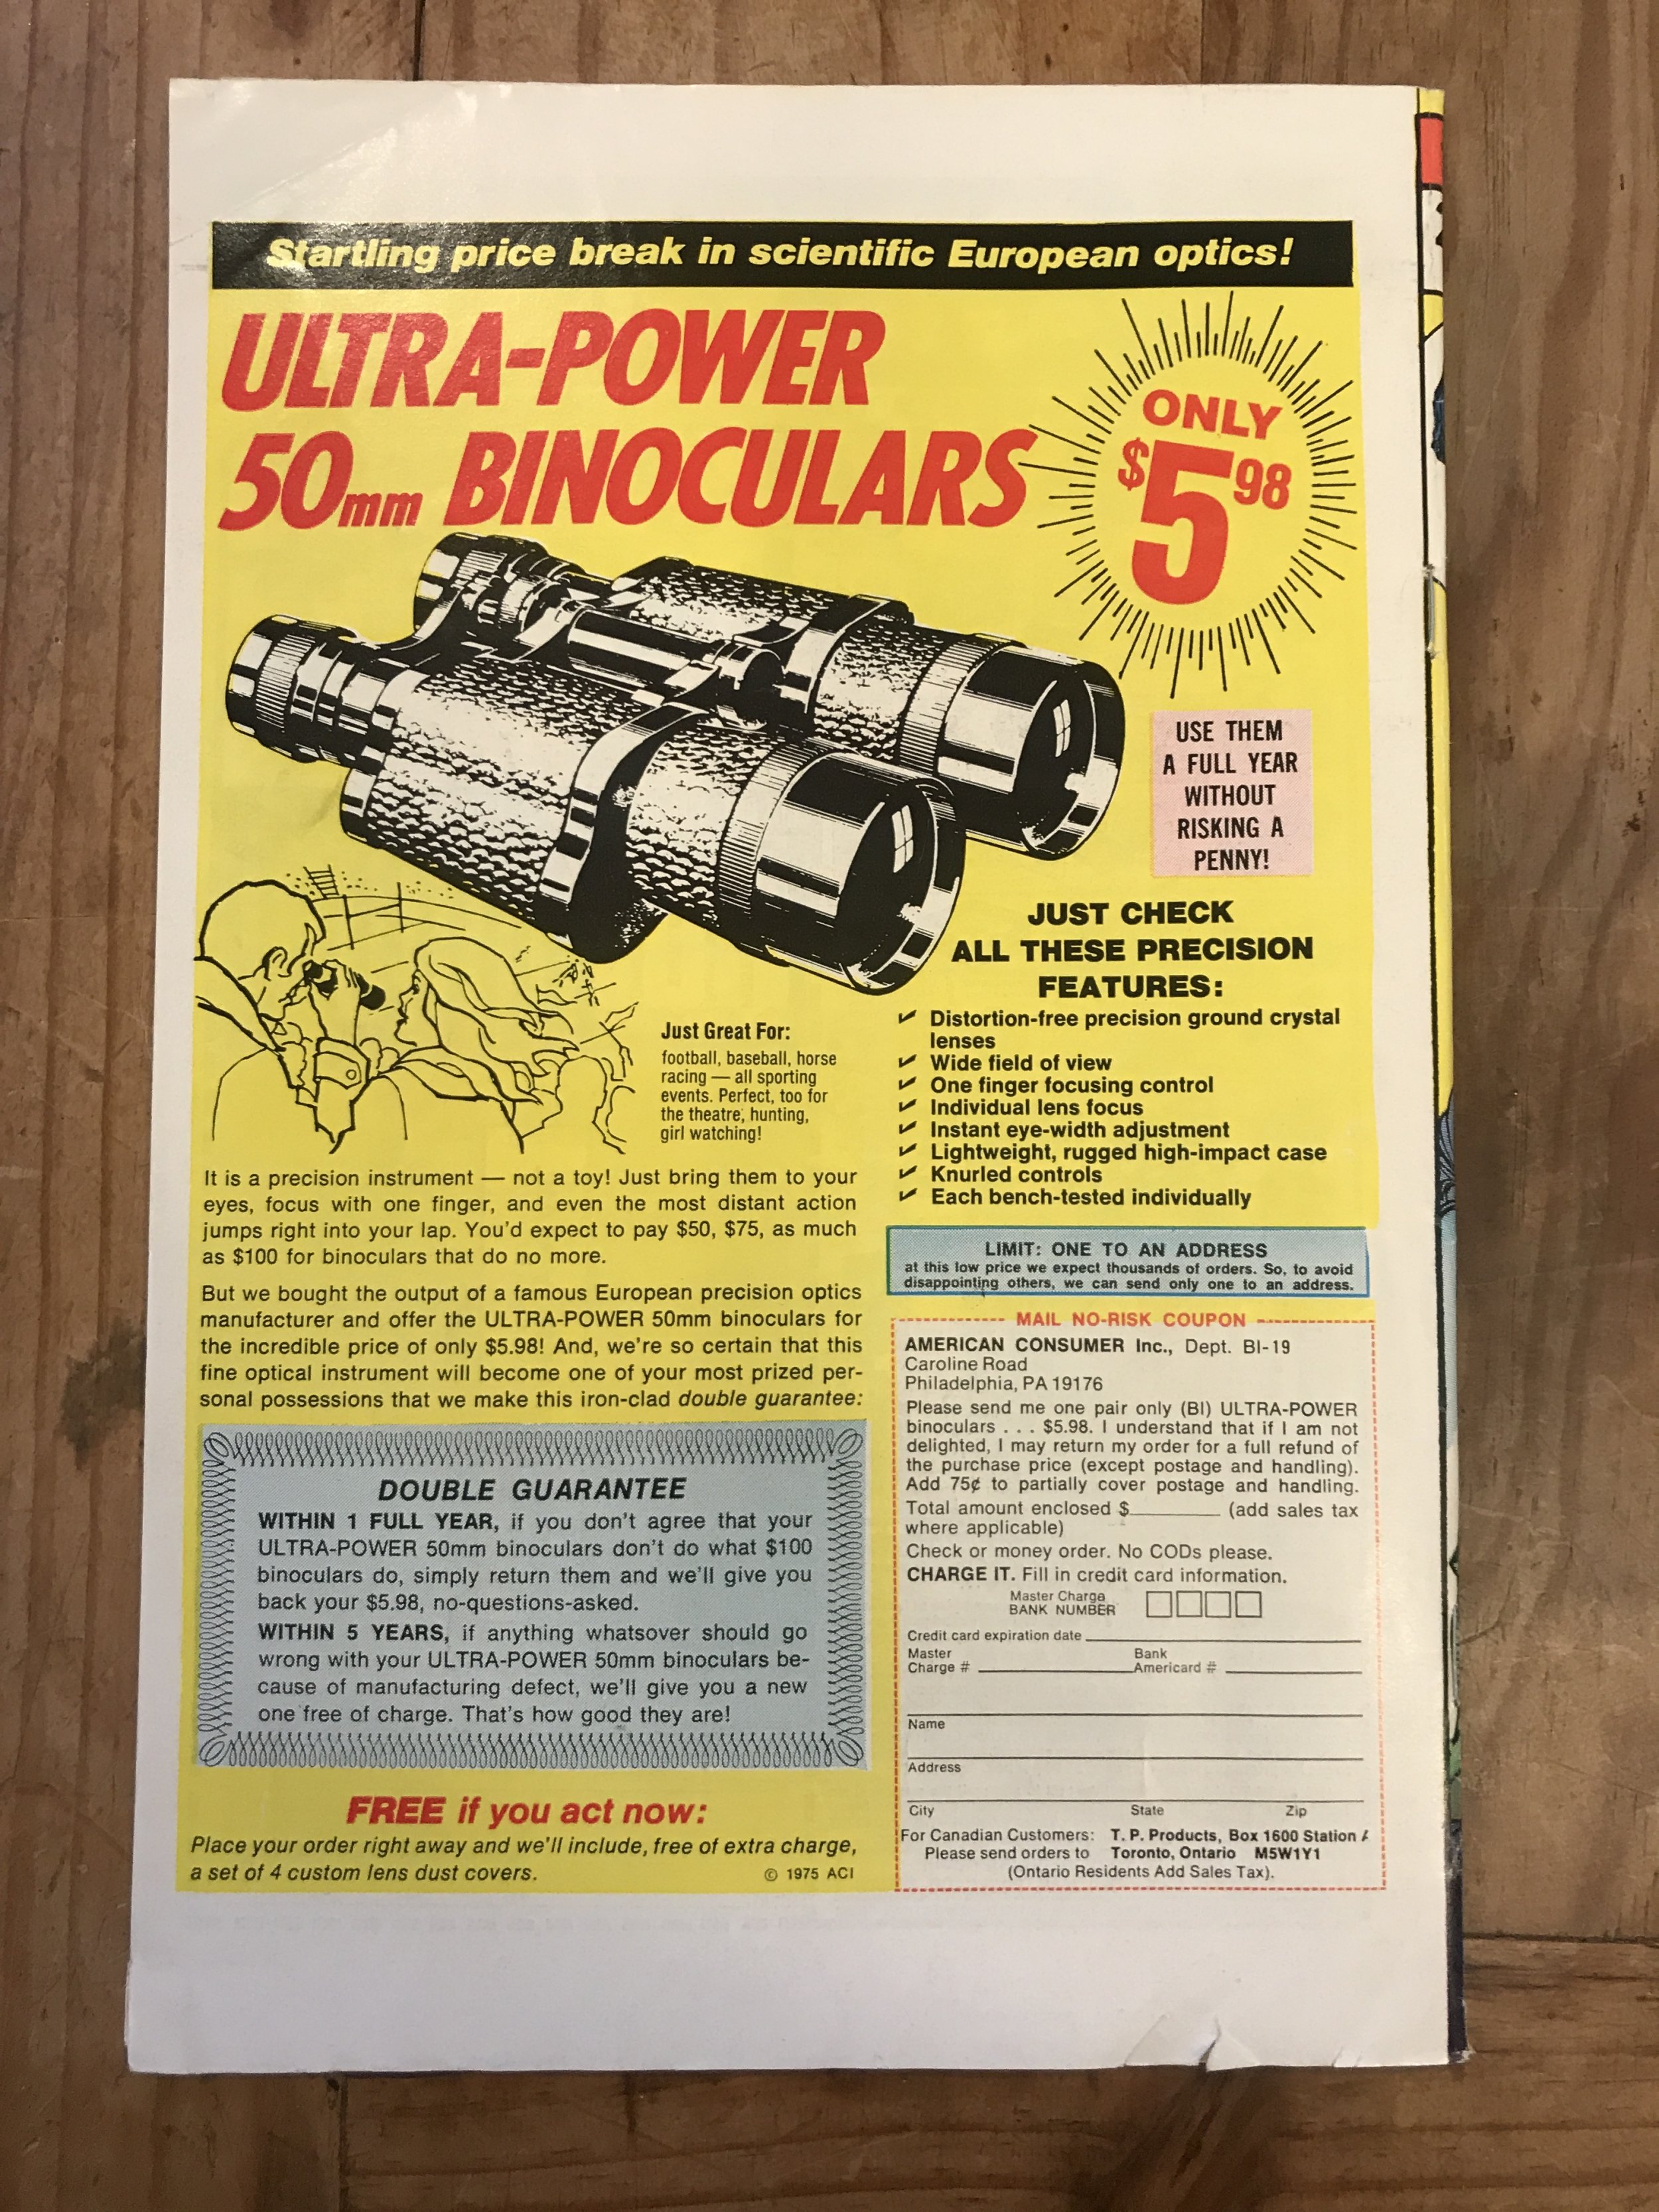 Startling price break in scientific European optics!
ULTRA-POWER
50mm BINOCULARS
ONLY
$5 98
USE THEM
A FULL YEAR
WITHOUT
RISKING A
PENNY!
JUST CHECK
ALL THESE PRECISION
FEATURES:
✓ Distortion-free precision ground crystal
lenses
✓ Wide field of view
✓ One finger focusing control
✓ Individual lens focus
✓ Instant eye-width adjustment
✓ Lightweight, rugged high-impact case
✓ Knurled controls
✓ Each bench-tested individually
Just Great For:
football, baseball, horse
racing — all sporting
events. Perfect, too for
the theatre, hunting,
girl watching!
It is a precision instrument — not a toy! Just bring them to your
eyes, focus with one finger, and even the most distant action
jumps right into your lap. You'd expect to pay $50, $75, as much
as $100 for binoculars that do no more.
But we bought the output of a famous European precision optics
manufacturer and offer the ULTRA-POWER 50mm binoculars for
the incredible price of only $5.98! And, we're so certain that this
fine optical instrument will become one of your most prized per-
sonal possessions that we make this iron-clad double guarantee:
DOUBLE GUARANTEE
WITHIN 1 FULL YEAR, if you don't agree that your
ULTRA-POWER 50mm binoculars don't do what $100
binoculars do, simply return them and we'll give you
back your $5.98, no-questions-asked.
WITHIN 5 YEARS, if anything whatsover should go
wrong with your ULTRA-POWER 50mm binoculars be-
cause of manufacturing defect, we'll give you a new
one free of charge. That's how good they are!
FREE if you act now:
Place your order right away and we'll include, free of extra charge,
a set of 4 custom lens dust covers.
© 1975 ACI
LIMIT: ONE TO AN ADDRESS
at this low price we expect thousands of orders. So, to avoid
disappointing others, we can send only one to an address.
MAIL NO-RISK COUPON
AMERICAN CONSUMER Inc., Dept. BI-19
Caroline Road
Philadelphia, PA 19176
Please send me one pair only (BI) ULTRA-POWER
binoculars . . . $5.98. I understand that if I am not
delighted, I may return my order for a full refund of
the purchase price (except postage and handling).
Add 75¢ to partially cover postage and handling.
Total amount enclosed $________ (add sales tax
where applicable)
Check or money order. No CODs please.
CHARGE IT. Fill in credit card information.
Master Charge
BANK NUMBER
Credit card expiration date
Master Bank
Charge # Americard #
Name
Address
City State Zip
For Canadian Customers: T. P. Products, Box 1600 Station
Please send orders to Toronto, Ontario M5W1Y1
(Ontario Residents Add Sales Tax).